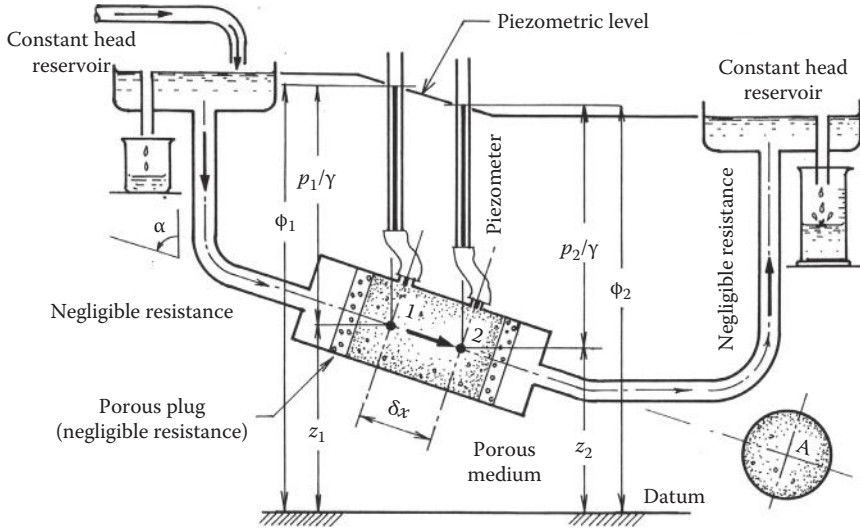 Constant head
reservoir
Piezometric level
Constant head
reservoir
p₁/γ
ϕ₁
Piezometer
p₂/γ
ϕ₂
Negligible resistance
α
Negligible resistance
1
2
Porous plug
(negligible resistance)
δx
z₁
Porous
medium
z₂
A
Datum